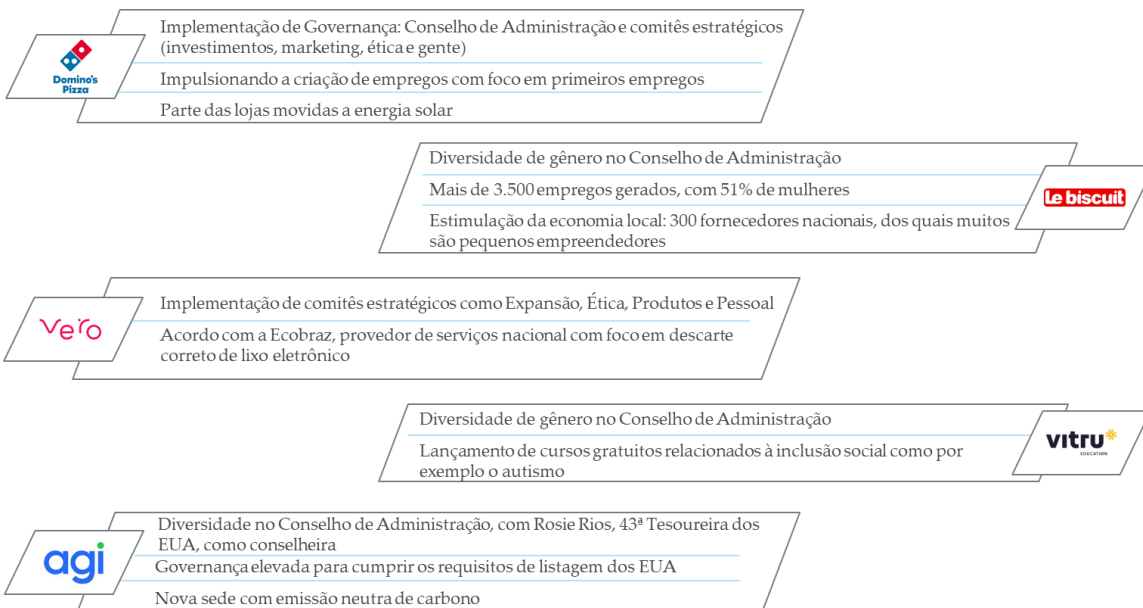 Implementação de Governança: Conselho de Administração e comitês estratégicos
(investimentos, marketing, ética e gente)
Domino's
Pizza
Impulsionando a criação de empregos com foco em primeiros empregos
Parte das lojas movidas a energia solar
Diversidade de gênero no Conselho de Administração
Mais de 3.500 empregos gerados, com 51% de mulheres
Le biscuit
Estimulação da economia local: 300 fornecedores nacionais, dos quais muitos
são pequenos empreendedores
Implementação de comitês estratégicos como Expansão, Ética, Produtos e Pessoal
vero
Acordo com a Ecobraz, provedor de serviços nacional com foco em descarte
correto de lixo eletrônico
Diversidade de gênero no Conselho de Administração
vitru
EDUCATION
Lançamento de cursos gratuitos relacionados à inclusão social como por
exemplo o autismo
Diversidade no Conselho de Administração, com Rosie Rios, 43ª Tesoureira dos
EUA, como conselheira
agi
Governança elevada para cumprir os requisitos de listagem dos EUA
Nova sede com emissão neutra de carbono